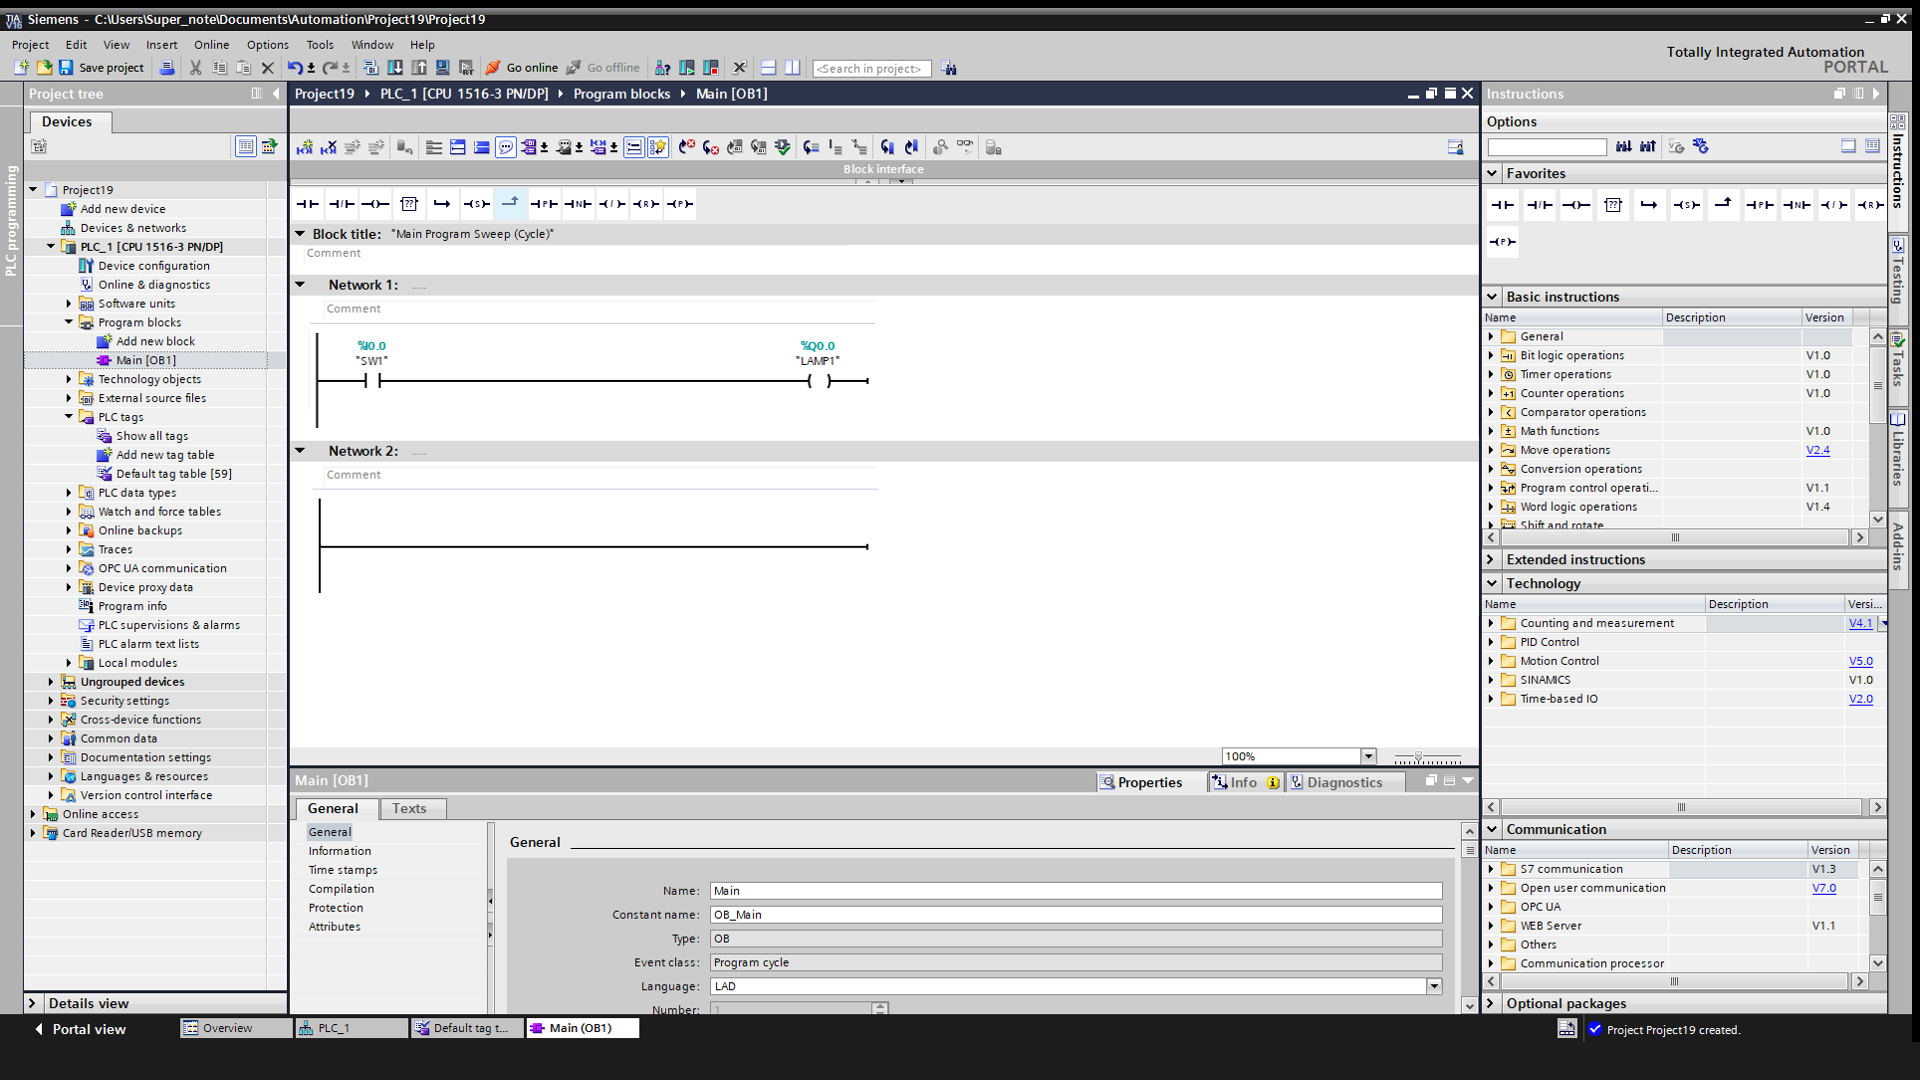 Siemens - C:\Users\Super_note\Documents\Automation\Project19\Project19
Project Edit View Insert Online Options Tools Window Help
Totally Integrated Automation
PORTAL
Save project
Go online
Go offline
<Search in project>
Project tree
Project19 PLC_1 [CPU 1516-3 PN/DP] Program blocks Main [OB1]
Instructions
Devices
Options
PLC programming
Block interface
Favorites
Project19
Add new device
Devices & networks
PLC_1 [CPU 1516-3 PN/DP]
Device configuration
Online & diagnostics
Software units
Program blocks
Add new block
Main [OB1]
Technology objects
External source files
PLC tags
Show all tags
Add new tag table
Default tag table [59]
PLC data types
Watch and force tables
Online backups
Traces
OPC UA communication
Device proxy data
Program info
PLC supervisions & alarms
PLC alarm text lists
Local modules
Ungrouped devices
Security settings
Cross-device functions
Common data
Documentation settings
Languages & resources
Version control interface
Online access
Card Reader/USB memory
Details view
Block title: "Main Program Sweep (Cycle)"
Comment
Network 1: .....
Comment
%I0.0
"SW1"
%Q0.0
"LAMP1"
Network 2: .....
Comment
100%
Main [OB1]
Properties
Info
Diagnostics
General
Texts
General
Information
Time stamps
Compilation
Protection
Attributes
General
Name: Main
Constant name: OB_Main
Type: OB
Event class: Program cycle
Language: LAD
Number: 1
Basic instructions
Name Description Version
General
Bit logic operations V1.0
Timer operations V1.0
Counter operations V1.0
Comparator operations
Math functions V1.0
Move operations V2.4
Conversion operations
Program control operati... V1.1
Word logic operations V1.4
Shift and rotate
Extended instructions
Technology
Name Description Versi...
Counting and measurement V4.1
PID Control
Motion Control V5.0
SINAMICS V1.0
Time-based IO V2.0
Communication
Name Description Version
S7 communication V1.3
Open user communication V7.0
OPC UA
WEB Server V1.1
Others
Communication processor
Optional packages
Instructions
Testing
Tasks
Libraries
Add-ins
Portal view
Overview
PLC_1
Default tag t...
Main (OB1)
Project Project19 created.